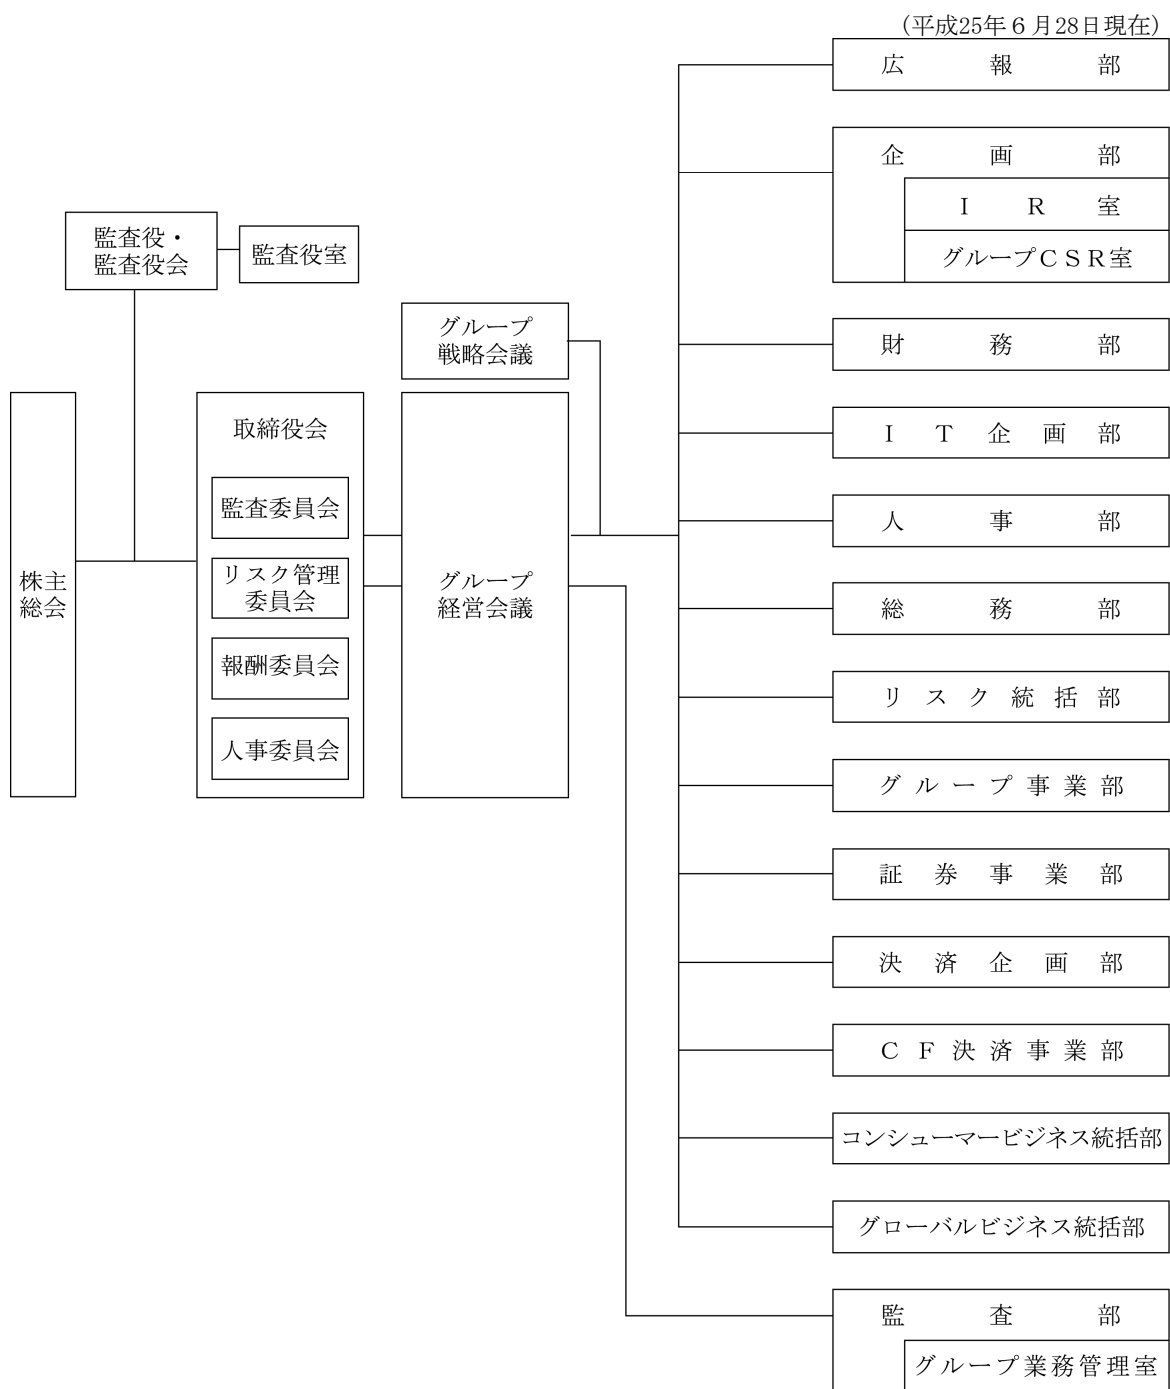 (平成25年６月28日現在)
広報部
企画部
ＩＲ室
グループＣＳＲ室
監査役・
監査役会
監査役室
グループ
戦略会議
財務部
取締役会
ＩＴ企画部
監査委員会
人事部
株主
総会
リスク管理
委員会
グループ
経営会議
総務部
報酬委員会
リスク統括部
人事委員会
グループ事業部
証券事業部
決済企画部
ＣＦ決済事業部
コンシューマービジネス統括部
グローバルビジネス統括部
監査部
グループ業務管理室